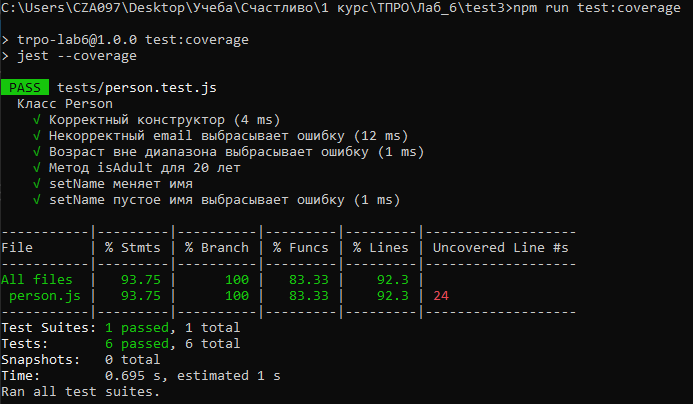 C:\Users\CZA097\Desktop\Учеба\Счастливо\1 курс\ТПРО\Лаб_6\test3>npm run test:coverage
> trpo-lab6@1.0.0 test:coverage
> jest --coverage
PASS tests/person.test.js
Класс Person
√ Корректный конструктор (4 ms)
√ Некорректный email выбрасывает ошибку (12 ms)
√ Возраст вне диапазона выбрасывает ошибку (1 ms)
√ Метод isAdult для 20 лет
√ setName меняет имя
√ setName пустое имя выбрасывает ошибку (1 ms)
-----------|---------|----------|---------|---------|-------------------
File       | % Stmts | % Branch | % Funcs | % Lines | Uncovered Line #s
-----------|---------|----------|---------|---------|-------------------
All files  |   93.75 |      100 |   83.33 |    92.3 |
 person.js |   93.75 |      100 |   83.33 |    92.3 | 24
-----------|---------|----------|---------|---------|-------------------
Test Suites: 1 passed, 1 total
Tests:       6 passed, 6 total
Snapshots:   0 total
Time:        0.695 s, estimated 1 s
Ran all test suites.